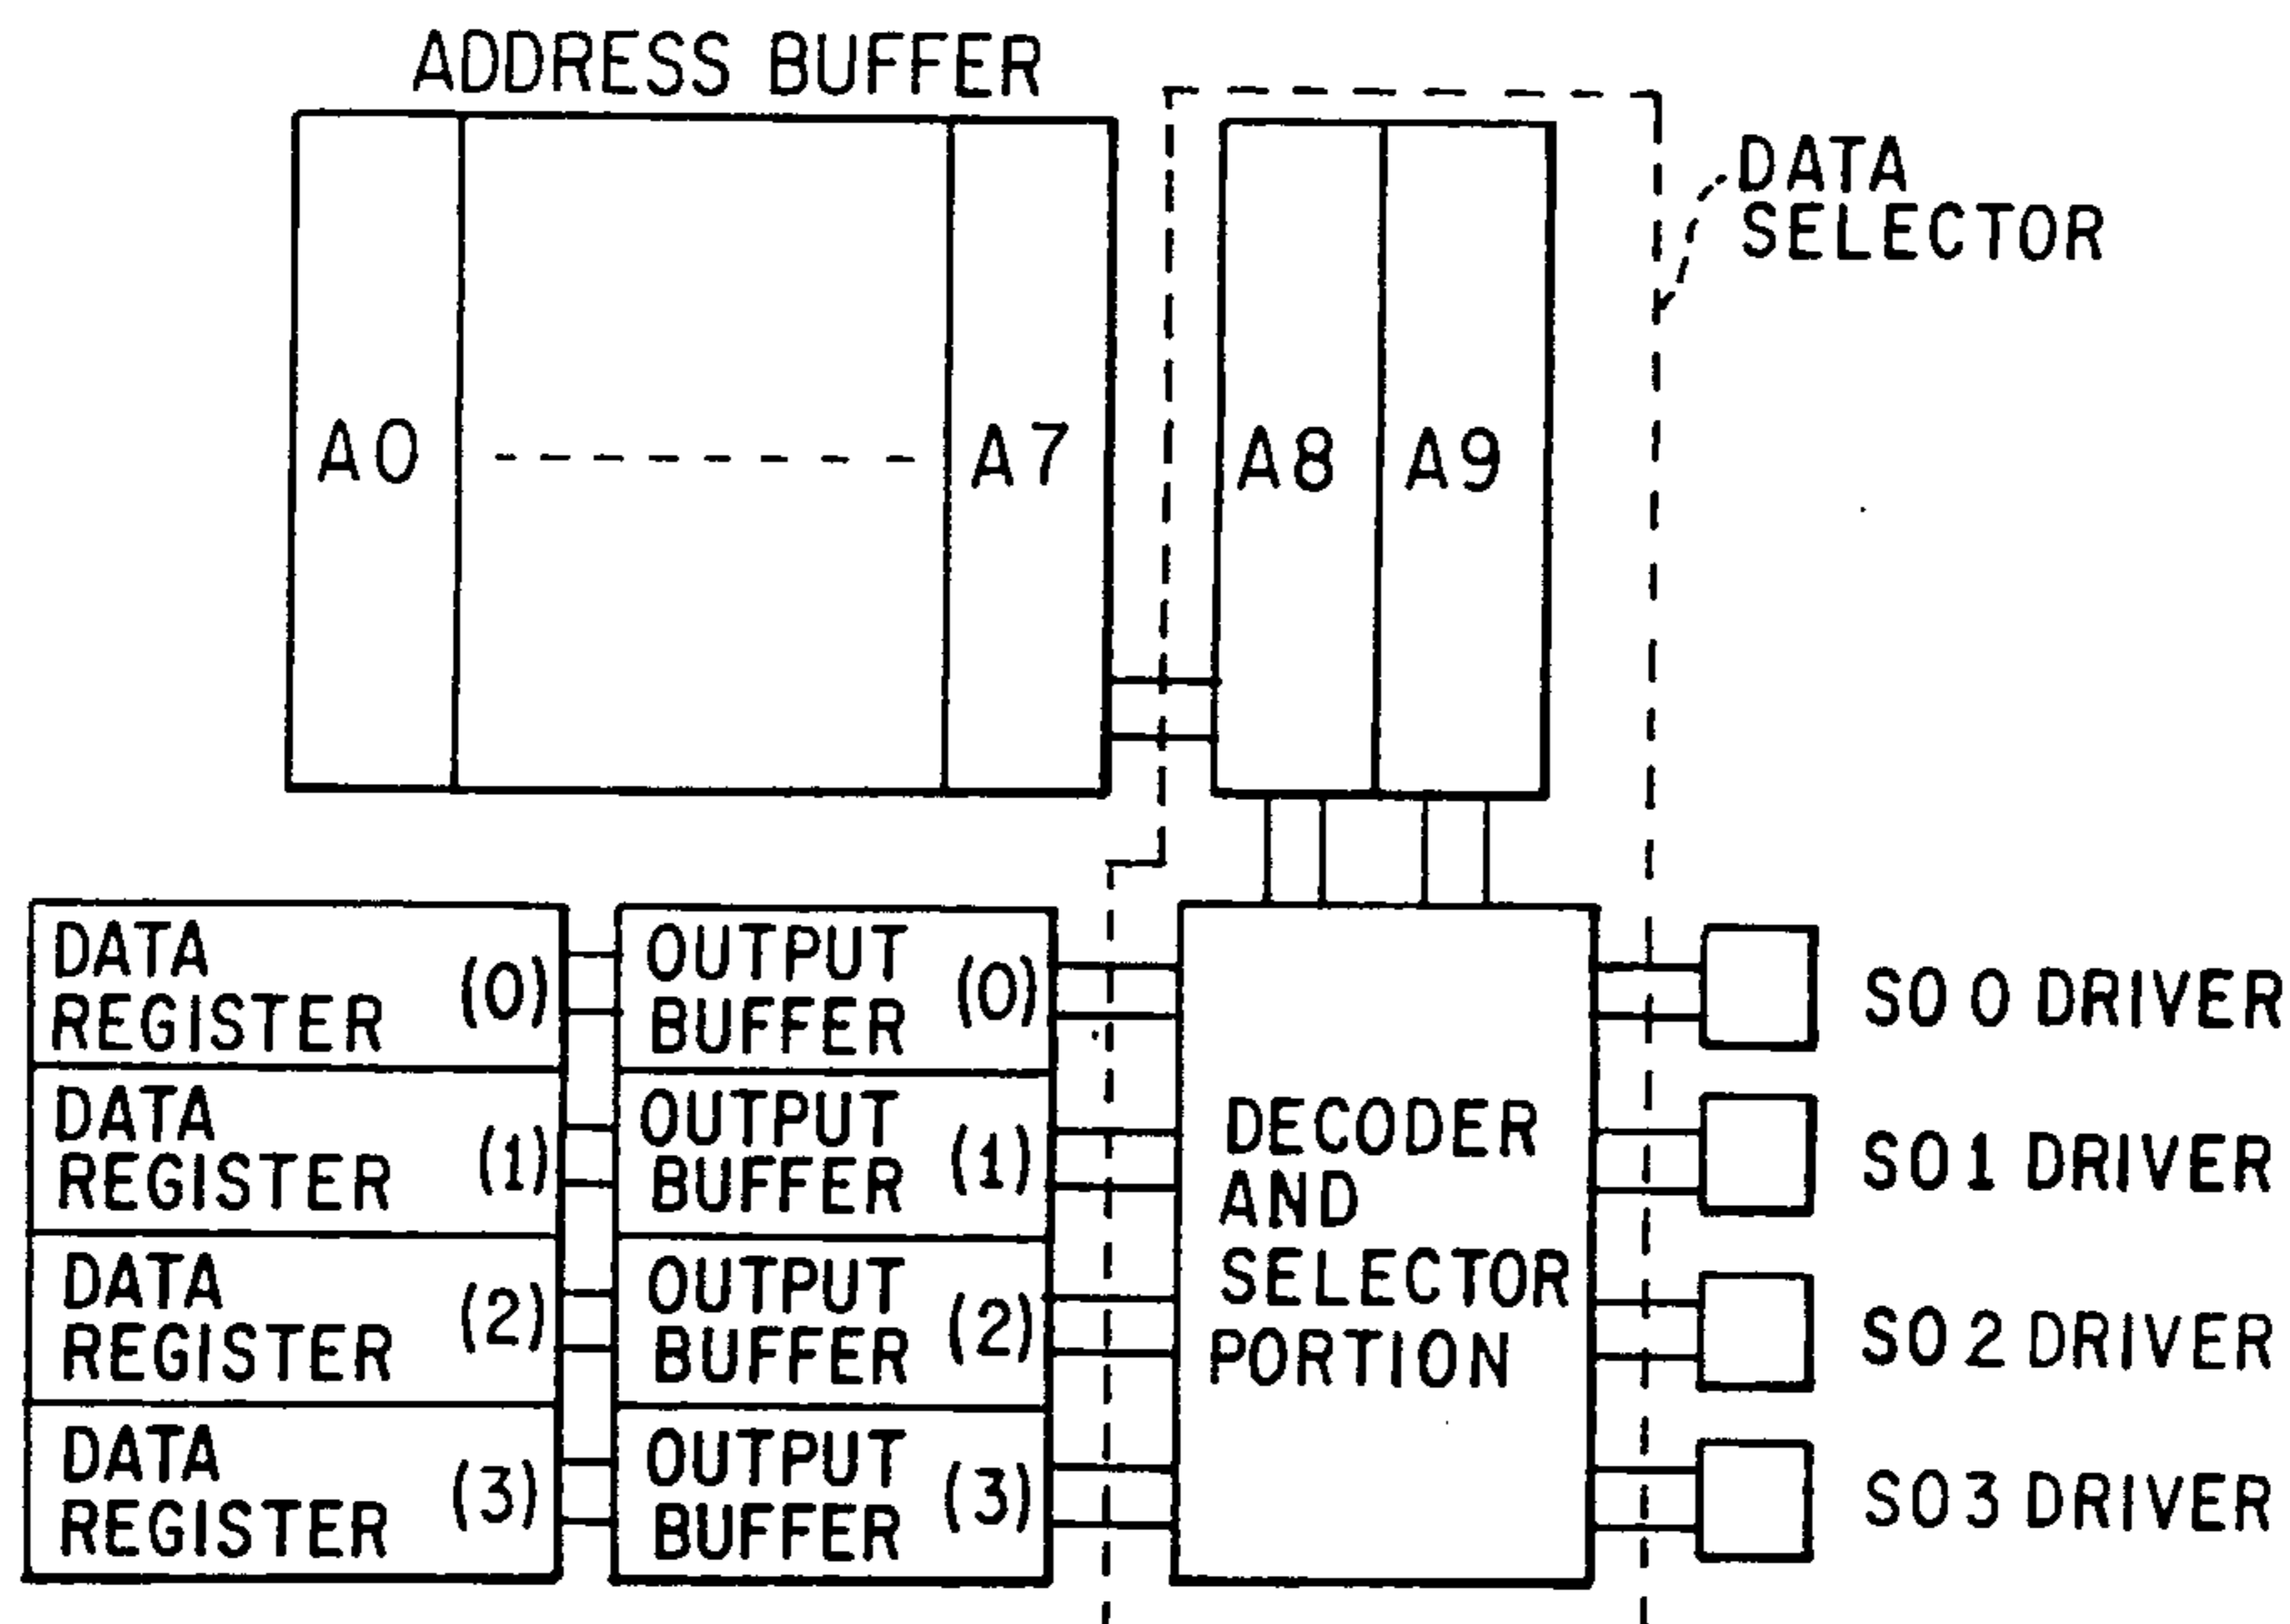 ADDRESS BUFFER
DATA
SELECTOR
A0
A7
A8
A9
DATA
REGISTER (0)
OUTPUT
BUFFER (0)
SO 0 DRIVER
DATA
REGISTER (1)
OUTPUT
BUFFER (1)
SO 1 DRIVER
DATA
REGISTER (2)
OUTPUT
BUFFER (2)
SO 2 DRIVER
DATA
REGISTER (3)
OUTPUT
BUFFER (3)
SO 3 DRIVER
DECODER
AND
SELECTOR
PORTION